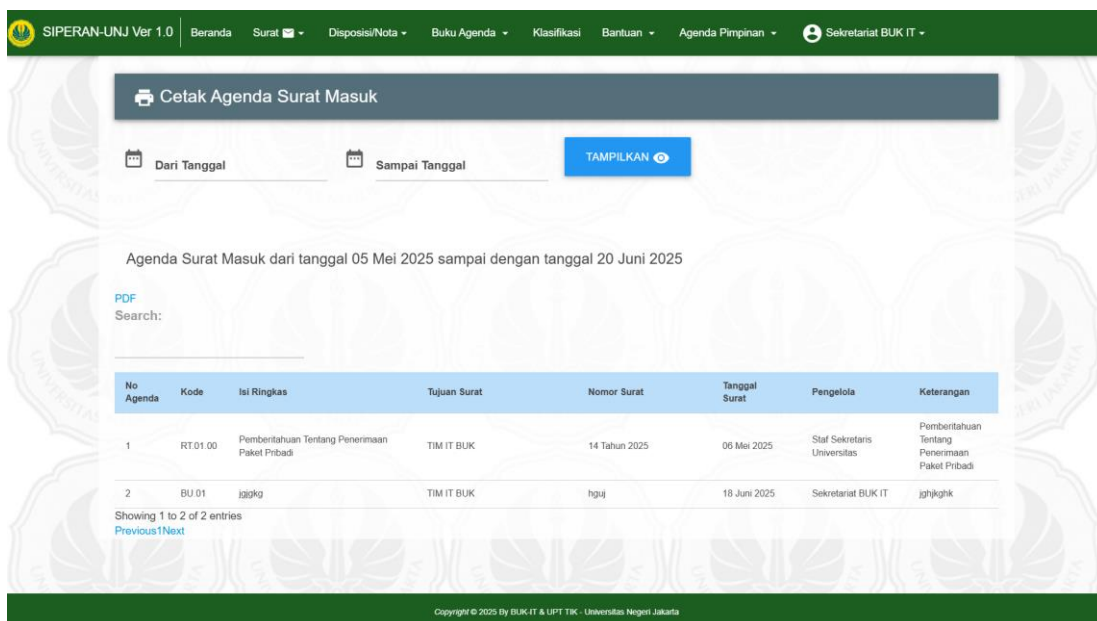 SIPERAN-UNJ Ver 1.0 Beranda Surat Disposisi/Nota Buku Agenda Klasifikasi Bantuan Agenda Pimpinan Sekretariat BUK IT
Cetak Agenda Surat Masuk
Dari Tanggal Sampai Tanggal TAMPILKAN
Agenda Surat Masuk dari tanggal 05 Mei 2025 sampai dengan tanggal 20 Juni 2025
PDF
Search:
No Agenda Kode Isi Ringkas Tujuan Surat Nomor Surat Tanggal Surat Pengelola Keterangan
1 RT.01.00 Pemberitahuan Tentang Penerimaan Paket Pribadi TIM IT BUK 14 Tahun 2025 06 Mei 2025 Staf Sekretaris Universitas Pemberitahuan Tentang Penerimaan Paket Pribadi
2 BU.01 jgjgkg TIM IT BUK hguj 18 Juni 2025 Sekretariat BUK IT jghjkghk
Showing 1 to 2 of 2 entries
Previous1Next
Copyright © 2025 By BUK-IT & UPT TIK - Universitas Negeri Jakarta